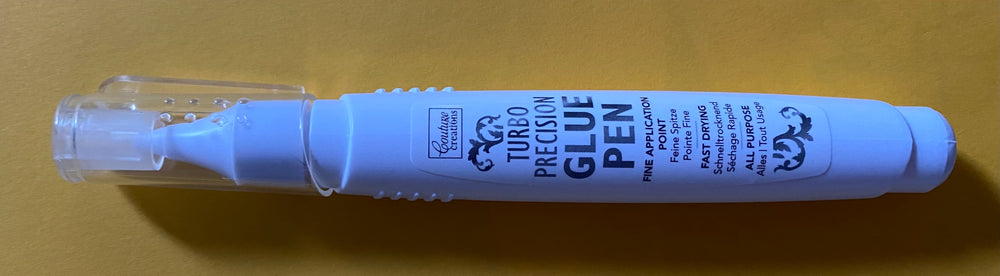 Couture
creations
TURBO
PRECISION
GLUE
PEN
FINE APPLICATION
POINT
Feine Spitze
Pointe Fine
FAST DRYING
Schnelltrocknend
Séchage Rapide
ALL PURPOSE
Alles | Tout Usage